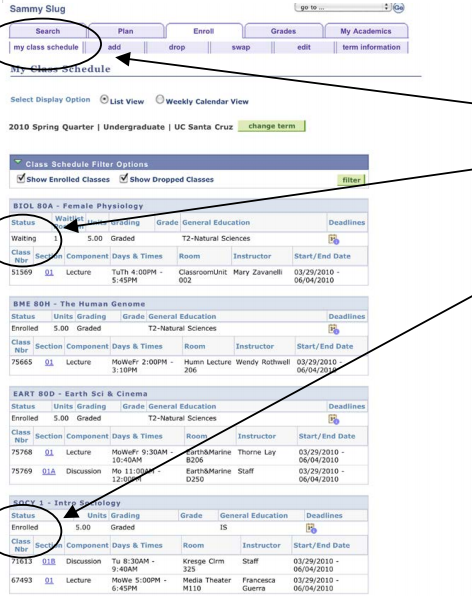 Sammy Slug
go to ...
Search Plan Enroll Grades My Academics
my class schedule add drop swap edit term information
My Class Schedule
Select Display Option List View Weekly Calendar View
2010 Spring Quarter | Undergraduate | UC Santa Cruz change term
Class Schedule Filter Options
Show Enrolled Classes Show Dropped Classes filter
BIOL 80A - Female Physiology
Status Waitlist Position Units Grading Grade General Education Deadlines
Waiting 1 5.00 Graded T2-Natural Sciences
Class Nbr Section Component Days & Times Room Instructor Start/End Date
51569 01 Lecture TuTh 4:00PM - 5:45PM ClassroomUnit 002 Mary Zavanelli 03/29/2010 - 06/04/2010
BME 80H - The Human Genome
Status Units Grading Grade General Education Deadlines
Enrolled 5.00 Graded T2-Natural Sciences
Class Nbr Section Component Days & Times Room Instructor Start/End Date
75665 01 Lecture MoWeFr 2:00PM - 3:10PM Humn Lecture 206 Wendy Rothwell 03/29/2010 - 06/04/2010
EART 80D - Earth Sci & Cinema
Status Units Grading Grade General Education Deadlines
Enrolled 5.00 Graded T2-Natural Sciences
Class Nbr Section Component Days & Times Room Instructor Start/End Date
75768 01 Lecture MoWeFr 9:30AM - 10:40AM Earth&Marine B206 Thorne Lay 03/29/2010 - 06/04/2010
75769 01A Discussion Mo 11:00AM - 12:00PM Earth&Marine D250 Staff 03/29/2010 - 06/04/2010
SOCY 1 - Intro Sociology
Status Units Grading Grade General Education Deadlines
Enrolled 5.00 Graded IS
Class Nbr Section Component Days & Times Room Instructor Start/End Date
71613 01B Discussion Tu 8:30AM - 9:40AM Kresge Clrm 325 Staff 03/29/2010 - 06/04/2010
67493 01 Lecture MoWe 5:00PM - 6:45PM Media Theater M110 Francesca Guerra 03/29/2010 - 06/04/2010